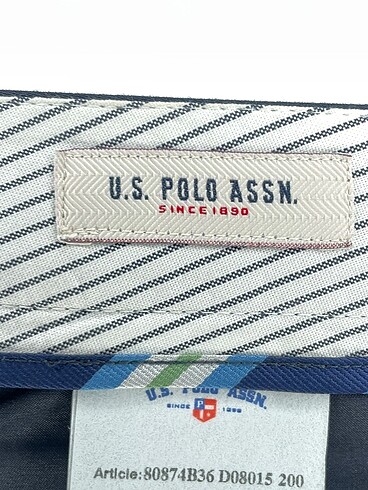 U.S. POLO ASSN.
SINCE 1890
U.S. POLO ASSN.
SINCE P 1890
Article:80874B36 D08015 200